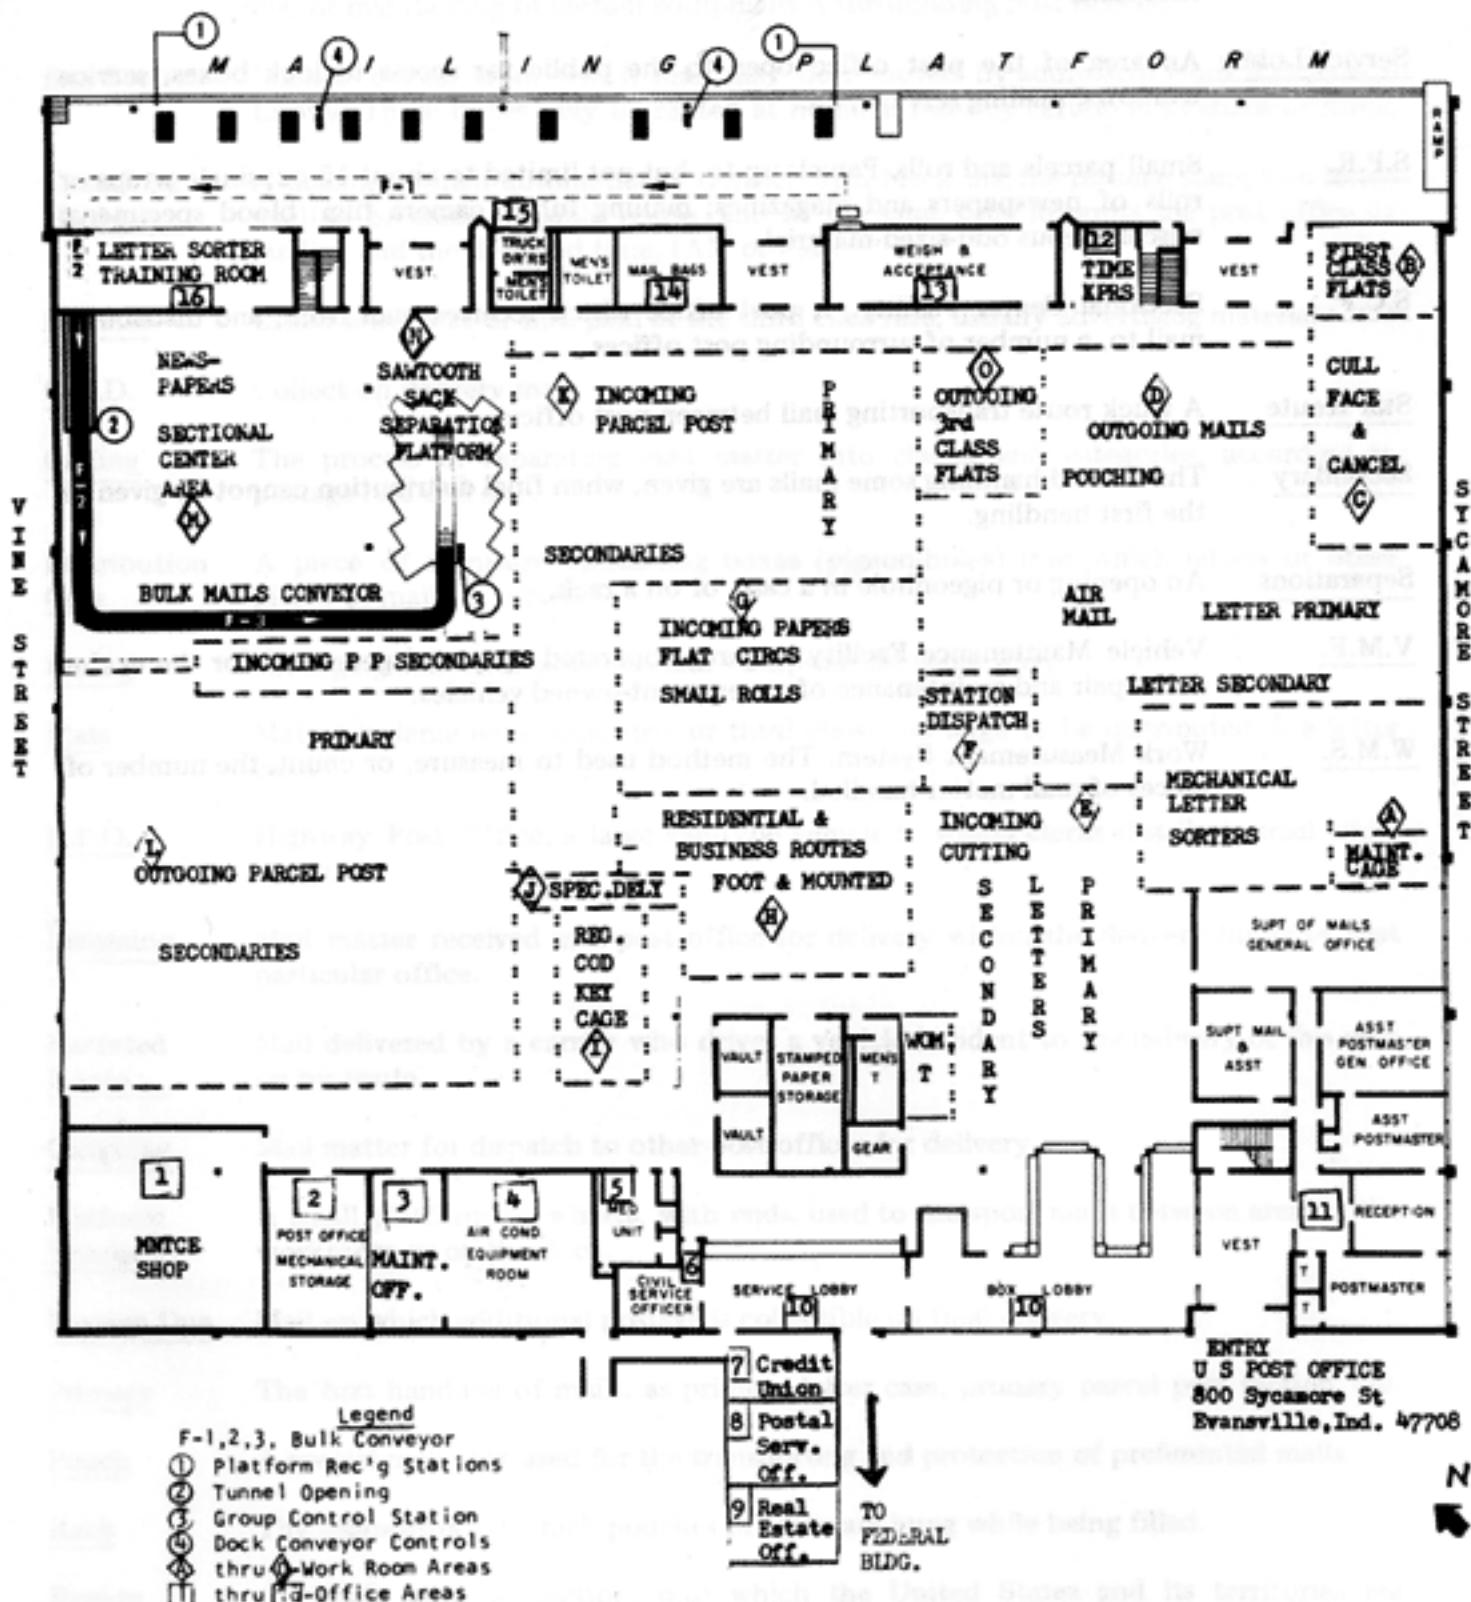 1
4
4
1
MAILING PLATFORM
RAMP
F-1
15
F
2
LETTER SORTER
TRAINING ROOM
16
VEST.
TRUCK
DR'RS
MENS
TOILET
MEN'S
TOILET
MAIL BAGS
14
VEST
WEIGH &
ACCEPTANCE
13
12
TIME
KPRS
VEST
FIRST
CLASS
FLATS
B
NEWS-
PAPERS
SECTIONAL
CENTER
AREA
M
2
N
SAWTOOTH
SACK
SEPARATION
PLATFORM
K
INCOMING
PARCEL POST
PRIMARY
SECONDARIES
O
OUTGOING
3rd
CLASS
FLATS
D
OUTGOING MAILS
POUCHING
CULL
FACE
&
CANCEL
C
VINE STREET
SYCAMORE STREET
BULK MAILS CONVEYOR
3
F-3
INCOMING P P SECONDARIES
G
INCOMING PAPERS
FLAT CIRCS
SMALL ROLLS
AIR
MAIL
LETTER PRIMARY
LETTER SECONDARY
STATION
DISPATCH
F
PRIMARY
L
OUTGOING PARCEL POST
SECONDARIES
RESIDENTIAL &
BUSINESS ROUTES
FOOT & MOUNTED
H
E
INCOMING
CUTTING
MECHANICAL
LETTER
SORTERS
A
MAINT.
CAGE
J
SPEC.DELY
REG
COD
KEY
CAGE
I
SECONDARY
LETTERS
PRIMARY
SUPT OF MAILS
GENERAL OFFICE
VAULT
STAMPED
PAPER
STORAGE
MEN'S
T
WOM
T
VAULT
GEAR
SUPT MAIL
&
ASST
ASST
POSTMASTER
GEN OFFICE
ASST
POSTMASTER
1
MNTCE
SHOP
2
POST OFFICE
MECHANICAL
STORAGE
3
MAINT.
OFF.
4
AIR COND
EQUIPMENT
ROOM
5
MED
UNIT
6
CIVIL
SERVICE
OFFICER
SERVICE LOBBY
10
BOX LOBBY
10
VEST
11
RECEPTION
T
T
POSTMASTER
7 Credit
Union
8 Postal
Serv.
Off.
9 Real
Estate
Off.
TO
FEDERAL
BLDG.
ENTRY
U S POST OFFICE
800 Sycamore St
Evansville, Ind. 47708
N
Legend
F-1,2,3, Bulk Conveyor
1 Platform Rec'g Stations
2 Tunnel Opening
3 Group Control Station
4 Dock Conveyor Controls
A thru O-Work Room Areas
thru -Office Areas